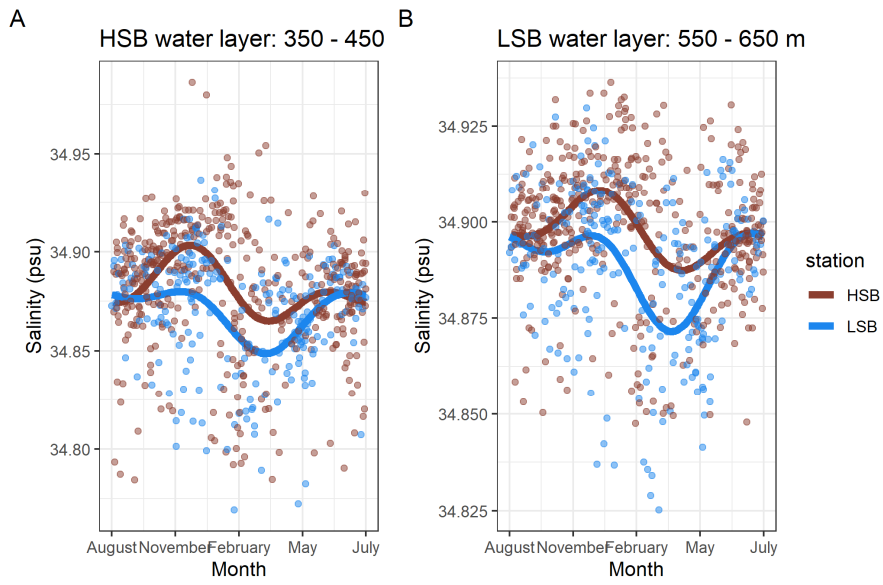 A
HSB water layer: 350 - 450
Salinity (psu)
34.95
34.90
34.85
34.80
August November February May July
Month
B
LSB water layer: 550 - 650 m
Salinity (psu)
34.925
34.900
34.875
34.850
34.825
August November February May July
Month
station
HSB
LSB